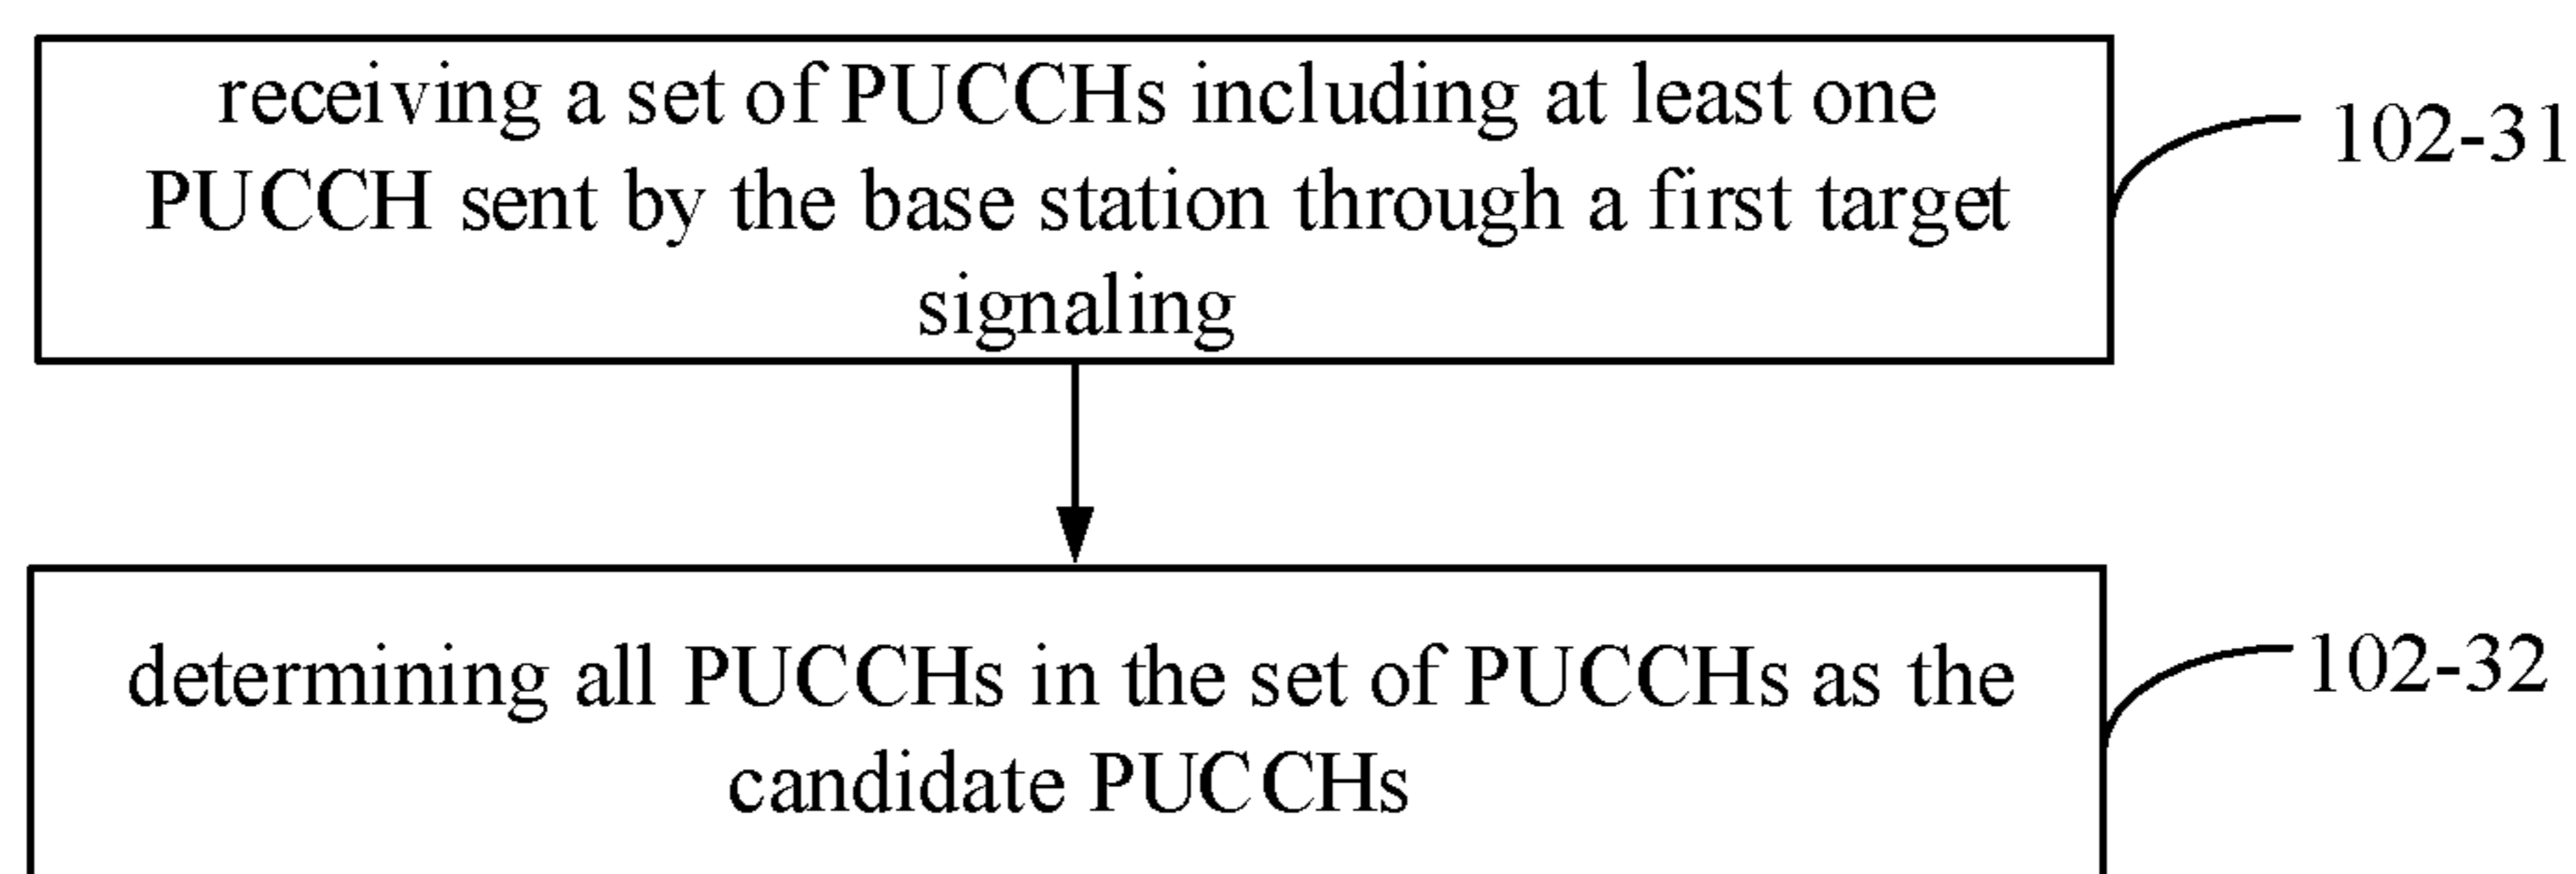 receiving a set of PUCCHs including at least one
PUCCH sent by the base station through a first target
signaling
102-31
determining all PUCCHs in the set of PUCCHs as the
candidate PUCCHs
102-32